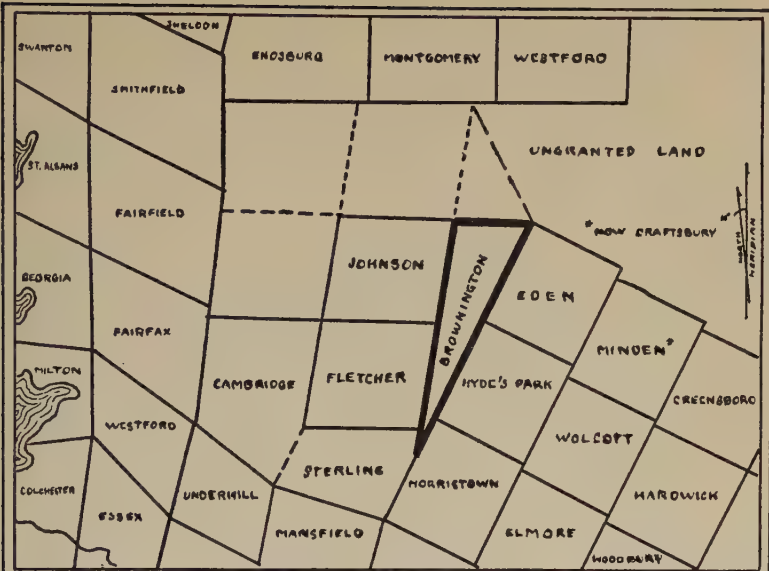 SHELDON
SWANTON
ENOSBURG
MONTGOMERY
WESTFORD
SMITHFIELD
UNGRANTED LAND
ST. ALBANS
FAIRFIELD
"NOW CRAFTSBURY"
NORTH
MERIDIAN
JOHNSON
BROWNINGTON
EDEN
GEORGIA
FAIRFAX
MINDEN*
MILTON
CAMBRIDGE
FLETCHER
HYDE'S PARK
GREENSBORO
WESTFORD
WOLCOTT
STERLING
COLCHESTER
UNDERHILL
MORRISTOWN
HARDWICK
ESSEX
MANSFIELD
ELMORE
WOODBURY